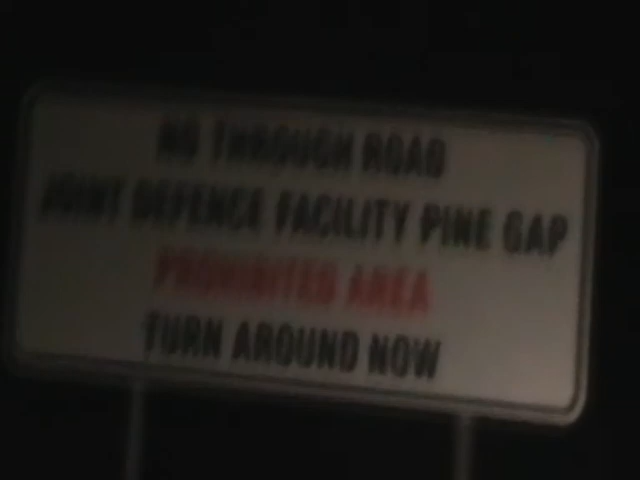 NO THROUGH ROAD
JOINT DEFENCE FACILITY PINE GAP
PROHIBITED AREA
TURN AROUND NOW